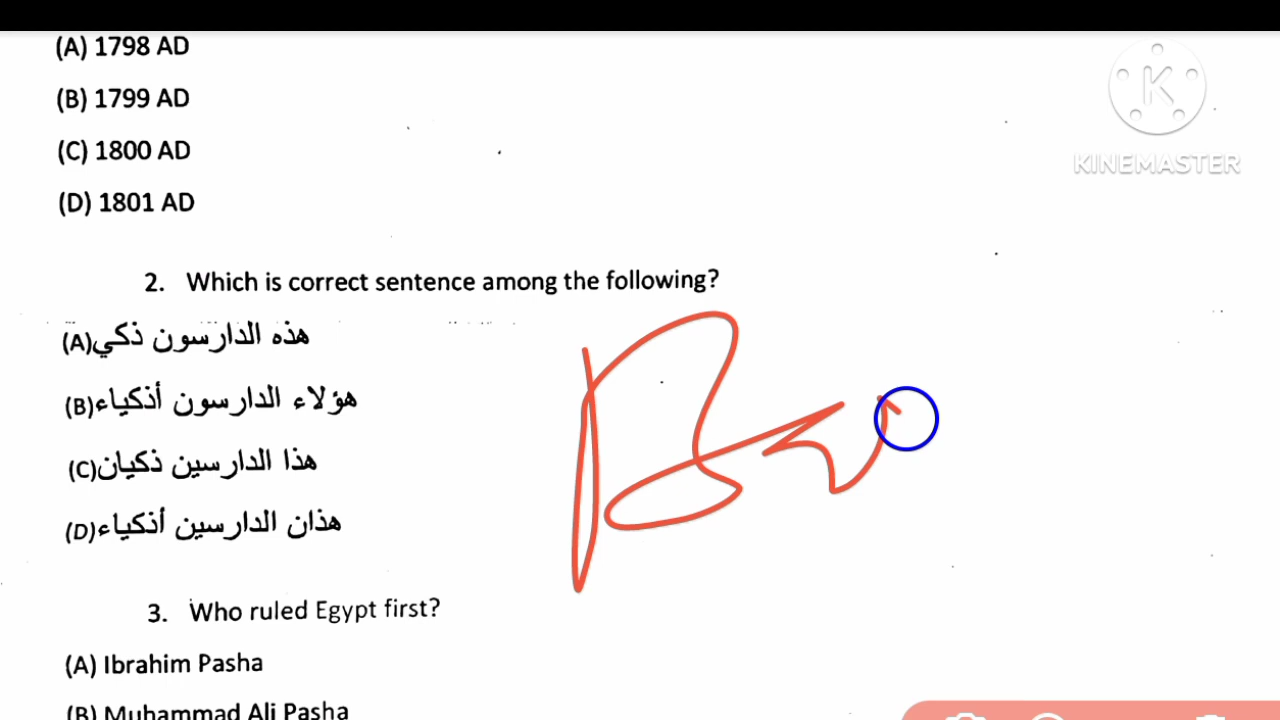 (A) 1798 AD
KINEMASTER
(B) 1799 AD
(C) 1800 AD
(D) 1801 AD
2. Which is correct sentence among the following?
(A)هذه الدارسون ذكي
(B)هؤلاء الدارسون أذكياء
(C)هذا الدارسين ذكيان
(D)هذان الدارسين أذكياء
3. Who ruled Egypt first?
(A) Ibrahim Pasha
(B) Muhammad Ali Pasha